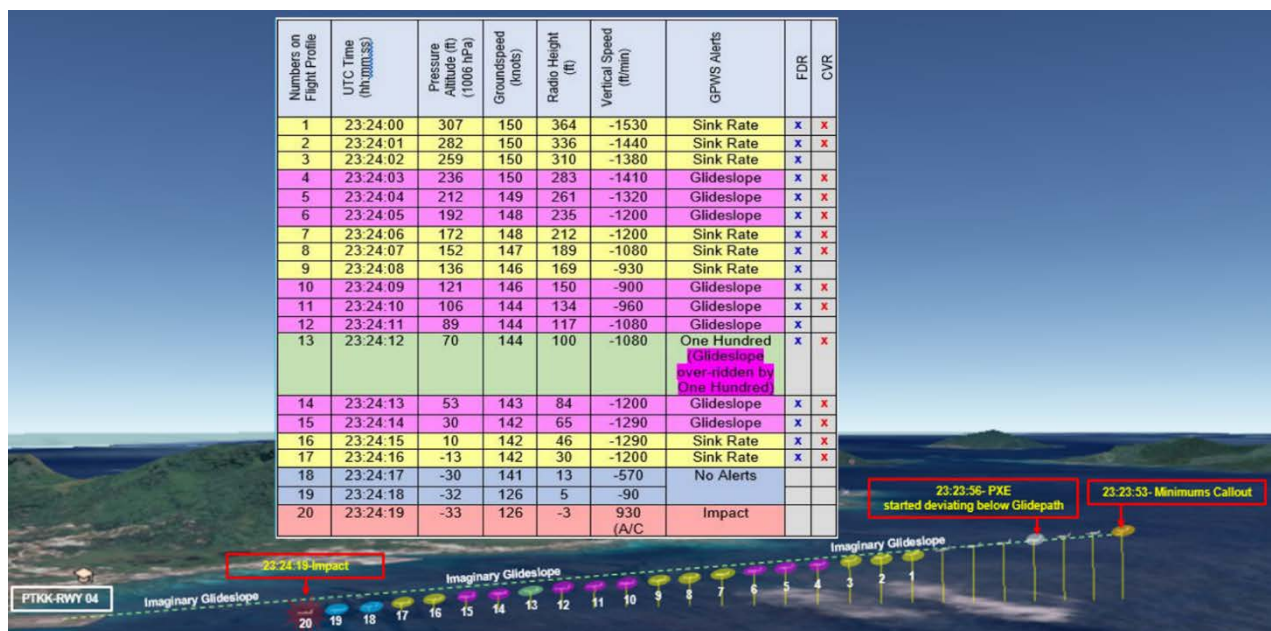 Numbers on Flight Profile UTC Time (hh:mm:ss) Pressure Altitude (ft) (1006 hPa) Groundspeed (knots) Radio Height (ft) Vertical Speed (ft/min) GPWS Alerts FDR CVR
1 23:24:00 307 150 364 -1530 Sink Rate x x
2 23:24:01 282 150 336 -1440 Sink Rate x x
3 23:24:02 259 150 310 -1380 Sink Rate x
4 23:24:03 236 150 283 -1410 Glideslope x x
5 23:24:04 212 149 261 -1320 Glideslope x x
6 23:24:05 192 148 235 -1200 Glideslope x x
7 23:24:06 172 148 212 -1200 Sink Rate x x
8 23:24:07 152 147 189 -1080 Sink Rate x x
9 23:24:08 136 146 169 -930 Sink Rate x
10 23:24:09 121 146 150 -900 Glideslope x x
11 23:24:10 106 144 134 -960 Glideslope x x
12 23:24:11 89 144 117 -1080 Glideslope x
13 23:24:12 70 144 100 -1080 One Hundred x x
(Glideslope
over-ridden by
One Hundred)
14 23:24:13 53 143 84 -1200 Glideslope x x
15 23:24:14 30 142 65 -1290 Glideslope x x
16 23:24:15 10 142 46 -1290 Sink Rate x x
17 23:24:16 -13 142 30 -1200 Sink Rate x x
18 23:24:17 -30 141 13 -570 No Alerts
19 23:24:18 -32 126 5 -90
20 23:24:19 -33 126 -3 930 Impact
(A/C
23:23:56- PXE
started deviating below Glidepath
23:23:53- Minimums Callout
Imaginary Glideslope
23.24.19-Impact
Imaginary Glideslope
PTKK-RWY 04
Imaginary Glideslope
20 19 18 17 16 15 14 13 12 11 10 9 8 7 6 5 4 3 2 1